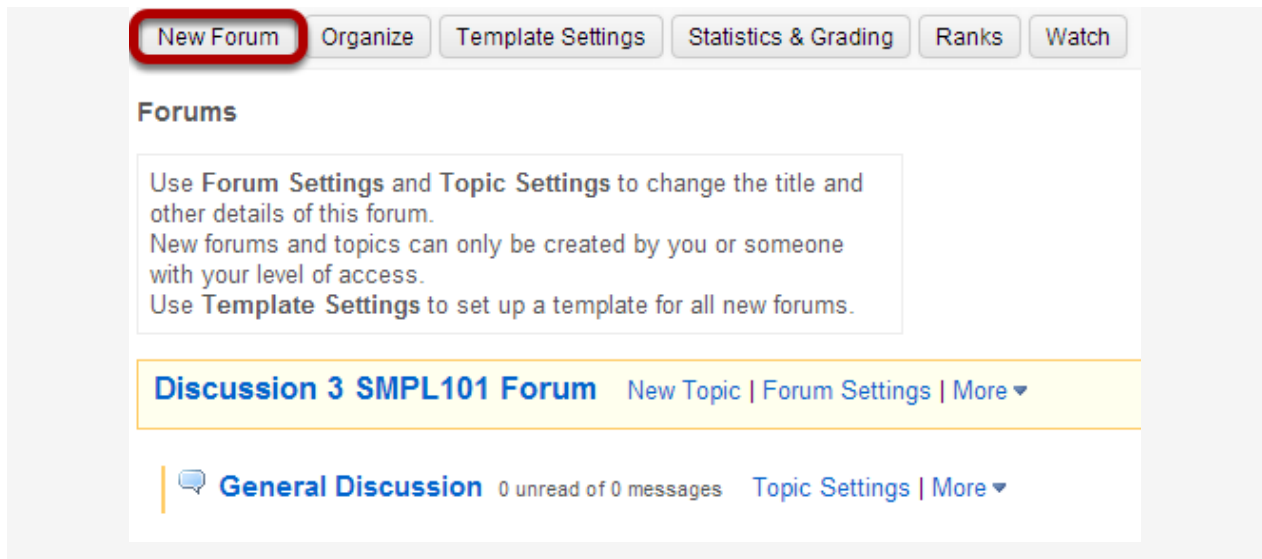 New Forum Organize Template Settings Statistics & Grading Ranks Watch
Forums
Use Forum Settings and Topic Settings to change the title and
other details of this forum.
New forums and topics can only be created by you or someone
with your level of access.
Use Template Settings to set up a template for all new forums.
Discussion 3 SMPL101 Forum New Topic | Forum Settings | More
General Discussion 0 unread of 0 messages Topic Settings | More